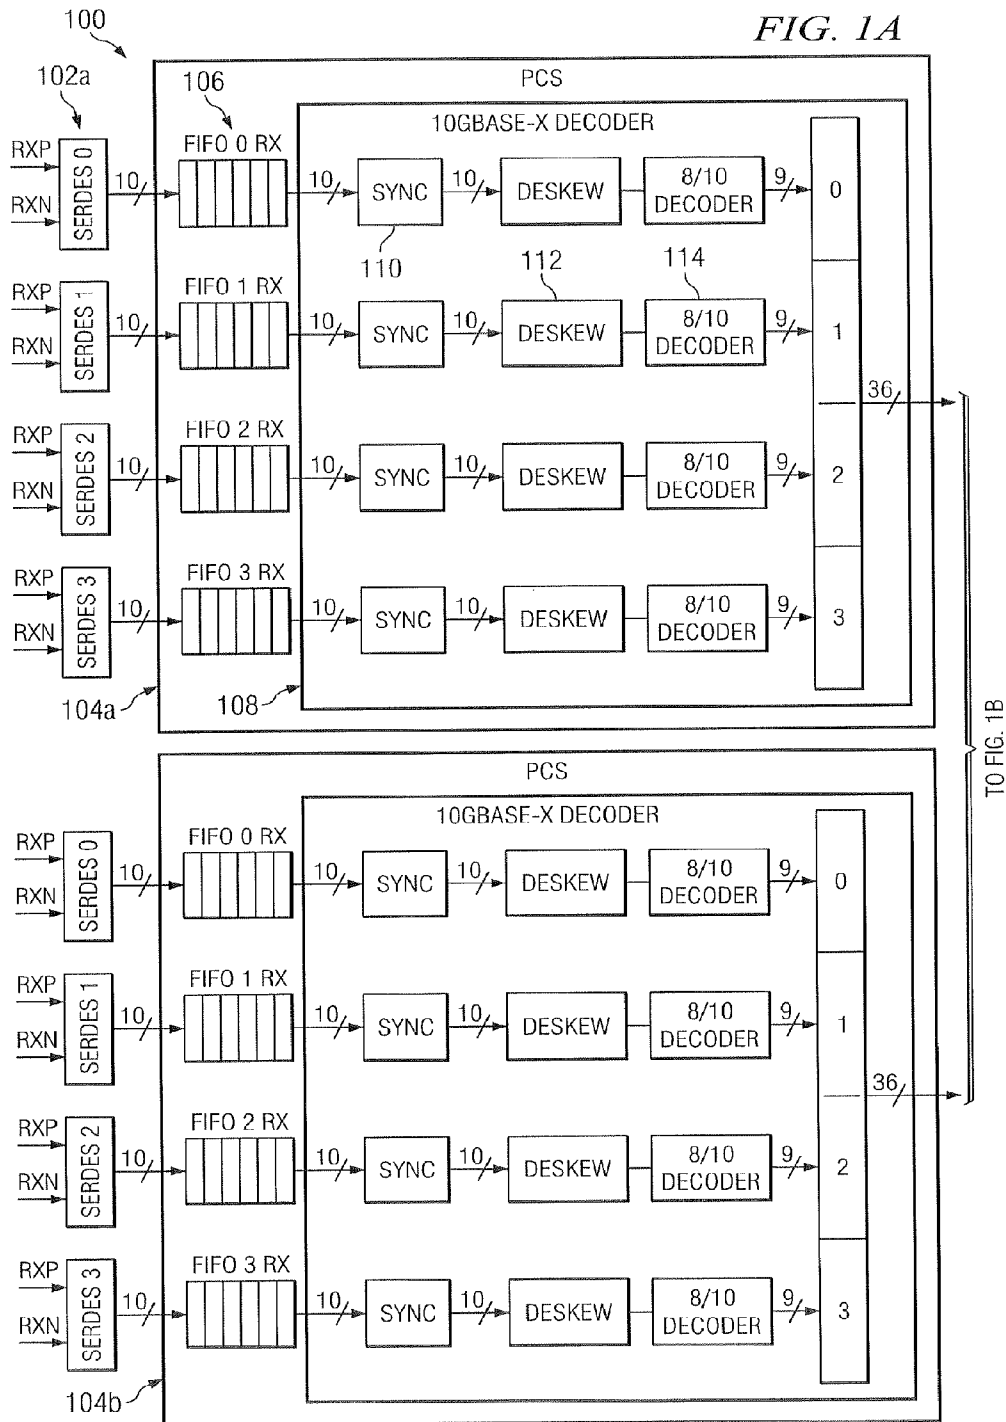 FIG. 1A
100
102a
PCS
106
10GBASE-X DECODER
RXP
RXN
SERDES 0
10
FIFO 0 RX
10
SYNC
10
DESKEW
8/10
DECODER
9
0
110
112
114
RXP
RXN
SERDES 1
10
FIFO 1 RX
10
SYNC
10
DESKEW
8/10
DECODER
9
1
36
RXP
RXN
SERDES 2
10
FIFO 2 RX
10
SYNC
10
DESKEW
8/10
DECODER
9
2
RXP
RXN
SERDES 3
10
FIFO 3 RX
10
SYNC
10
DESKEW
8/10
DECODER
9
3
104a
108
TO FIG. 1B
PCS
10GBASE-X DECODER
RXP
RXN
SERDES 0
10
FIFO 0 RX
10
SYNC
10
DESKEW
8/10
DECODER
9
0
RXP
RXN
SERDES 1
10
FIFO 1 RX
10
SYNC
10
DESKEW
8/10
DECODER
9
1
36
RXP
RXN
SERDES 2
10
FIFO 2 RX
10
SYNC
10
DESKEW
8/10
DECODER
9
2
RXP
RXN
SERDES 3
10
FIFO 3 RX
10
SYNC
10
DESKEW
8/10
DECODER
9
3
104b